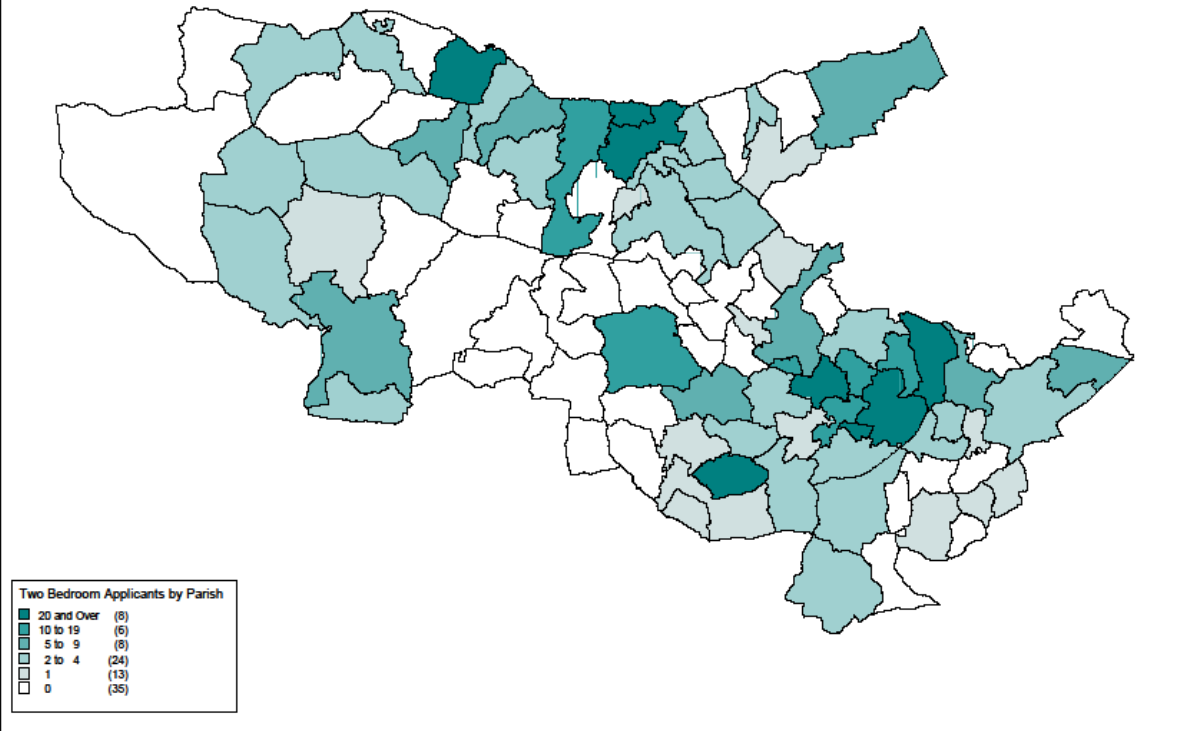 Two Bedroom Applicants by Parish
20 and Over (8)
10 to 19 (6)
5 to 9 (8)
2 to 4 (24)
1 (13)
0 (35)